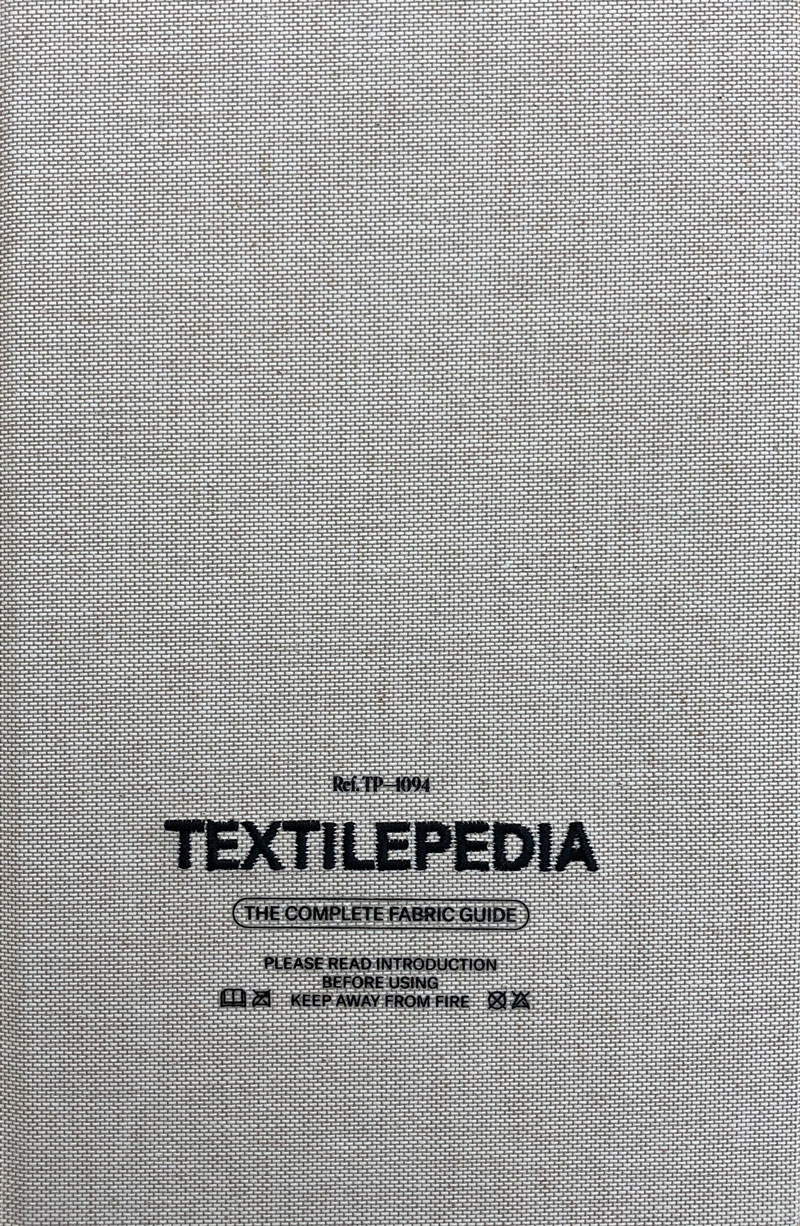 Ref. TP–1094
TEXTILEPEDIA
THE COMPLETE FABRIC GUIDE
PLEASE READ INTRODUCTION
BEFORE USING
KEEP AWAY FROM FIRE